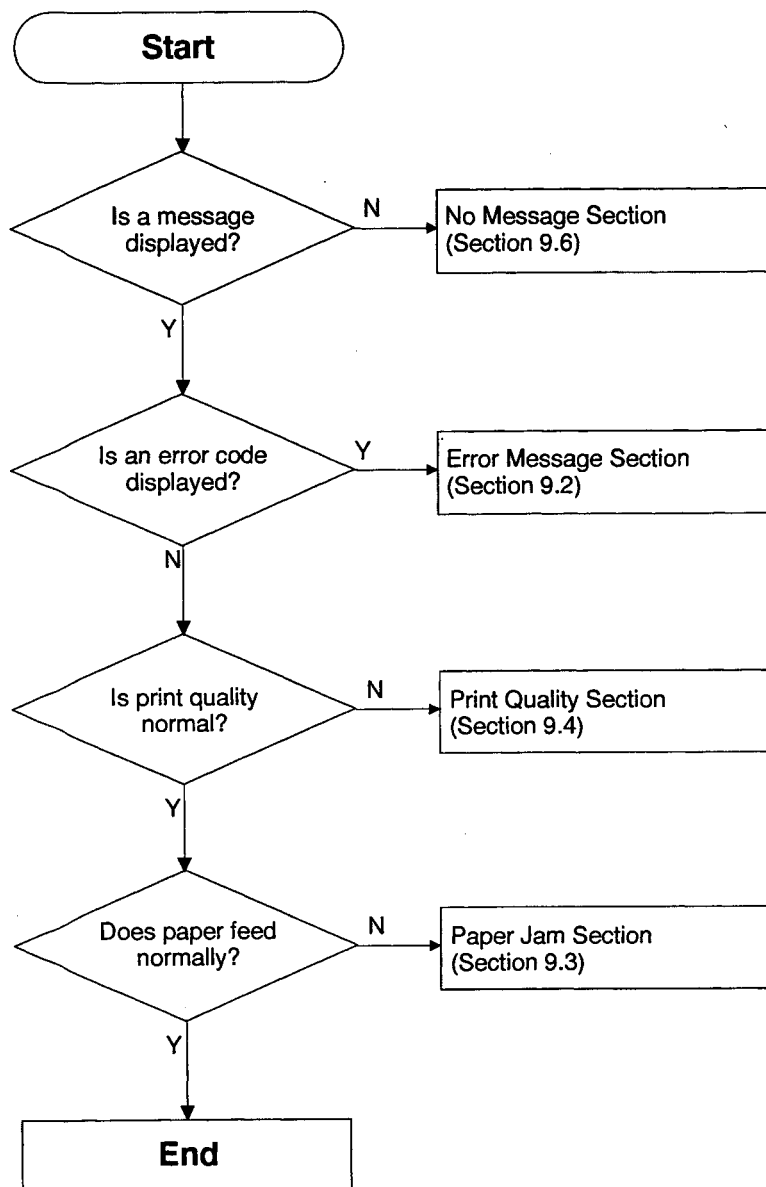 Start
Is a message
displayed?
N
No Message Section
(Section 9.6)
Y
Is an error code
displayed?
Y
Error Message Section
(Section 9.2)
N
Is print quality
normal?
N
Print Quality Section
(Section 9.4)
Y
Does paper feed
normally?
N
Paper Jam Section
(Section 9.3)
Y
End